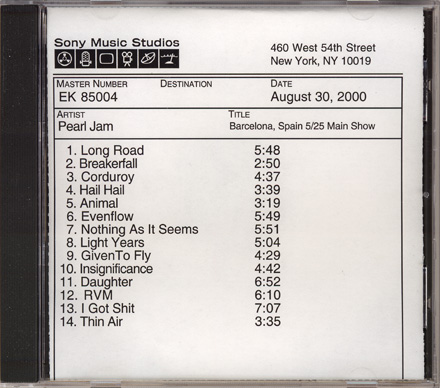 Sony Music Studios
460 West 54th Street
New York, NY 10019
MASTER NUMBER DESTINATION DATE
EK 85004 August 30, 2000
ARTIST TITLE
Pearl Jam Barcelona, Spain 5/25 Main Show
1. Long Road 5:48
2. Breakerfall 2:50
3. Corduroy 4:37
4. Hail Hail 3:39
5. Animal 3:19
6. Evenflow 5:49
7. Nothing As It Seems 5:51
8. Light Years 5:04
9. GivenTo Fly 4:29
10. Insignificance 4:42
11. Daughter 6:52
12. RVM 6:10
13. I Got Shit 7:07
14. Thin Air 3:35